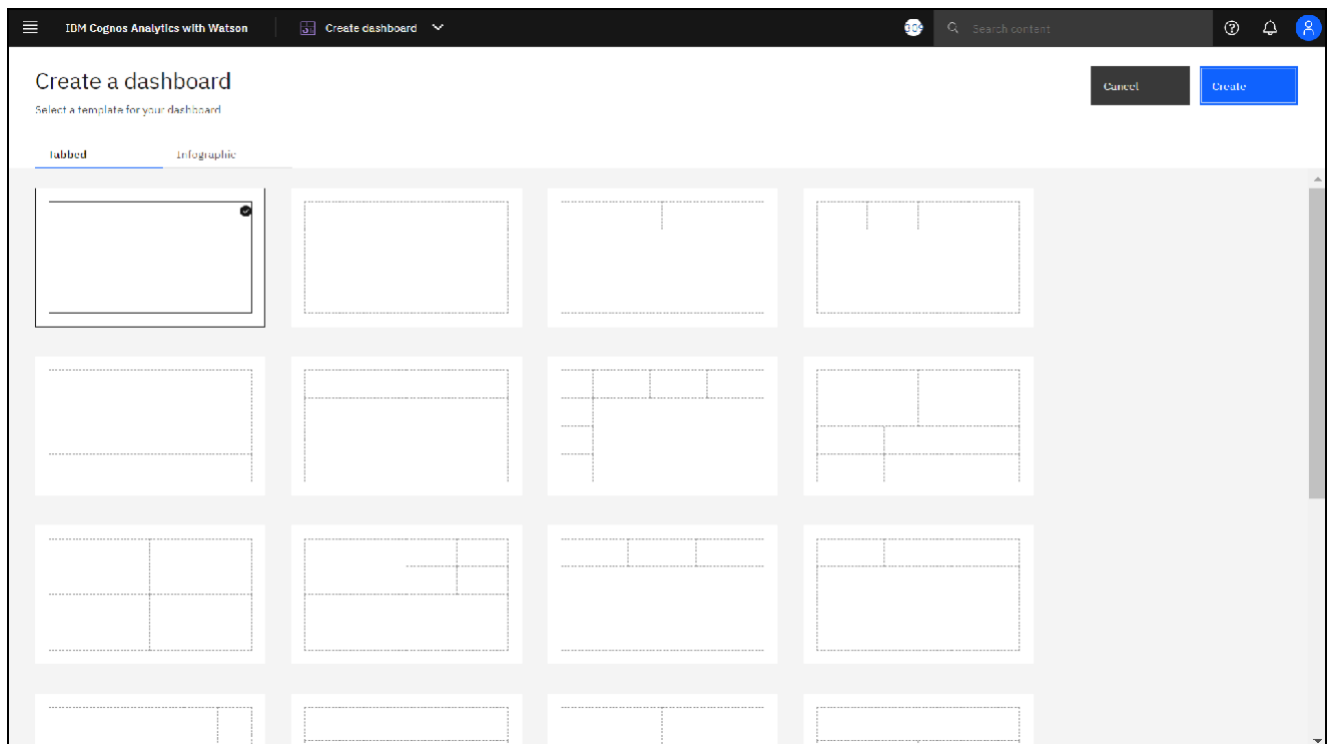 IBM Cognos Analytics with Watson
Create dashboard
Search content
Create a dashboard
Select a template for your dashboard
Cancel
Create
Tabbed
Infographic